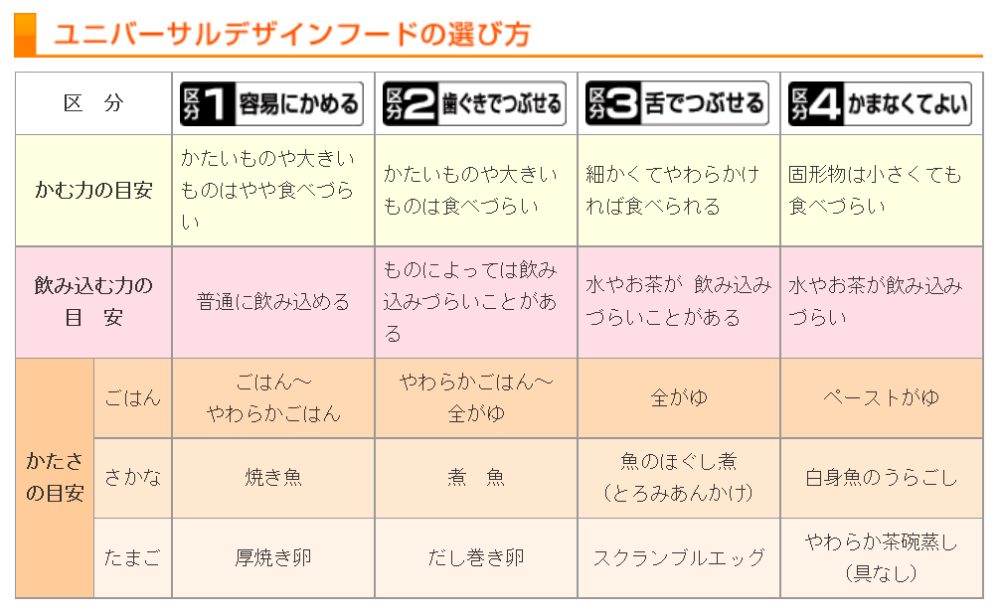 ユニバーサルデザインフードの選び方
区　分
区分1 容易にかめる
区分2 歯ぐきでつぶせる
区分3 舌でつぶせる
区分4 かまなくてよい
かむ力の目安
かたいものや大きい
ものはやや食べづら
い
かたいものや大きい
ものは食べづらい
細かくてやわらかけ
れば食べられる
固形物は小さくても
食べづらい
飲み込む力の
目　安
普通に飲み込める
ものによっては飲み
込みづらいことがあ
る
水やお茶が 飲み込み
づらいことがある
水やお茶が飲み込み
づらい
かたさ
の目安
ごはん
ごはん～
やわらかごはん
やわらかごはん～
全がゆ
全がゆ
ペーストがゆ
さかな
焼き魚
煮　魚
魚のほぐし煮
（とろみあんかけ）
白身魚のうらごし
たまご
厚焼き卵
だし巻き卵
スクランブルエッグ
やわらか茶碗蒸し
（具なし）